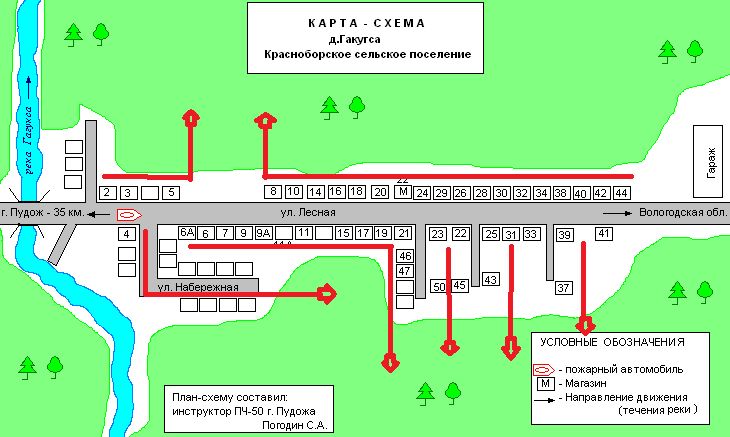 К А Р Т А - С Х Е М А
д.Гакугса
Красноборское сельское поселение
река Гагукса
Гараж
22
2 3 5 8 10 14 16 18 20 М 24 29 26 28 30 32 34 38 40 42 44
г. Пудож - 35 км.
ул. Лесная
Вологодская обл.
4 6А 6 7 9 9А 11 15 17 19 21 23 22 25 31 33 39 41
11А
46
47
ул. Набережная
50 45 43 37
УСЛОВНЫЕ ОБОЗНАЧЕНИЯ
- пожарный автомобиль
М - Магазин
- Направление движения
(течения реки )
План-схему составил:
инструктор ПЧ-50 г. Пудожа
Погодин С.А.